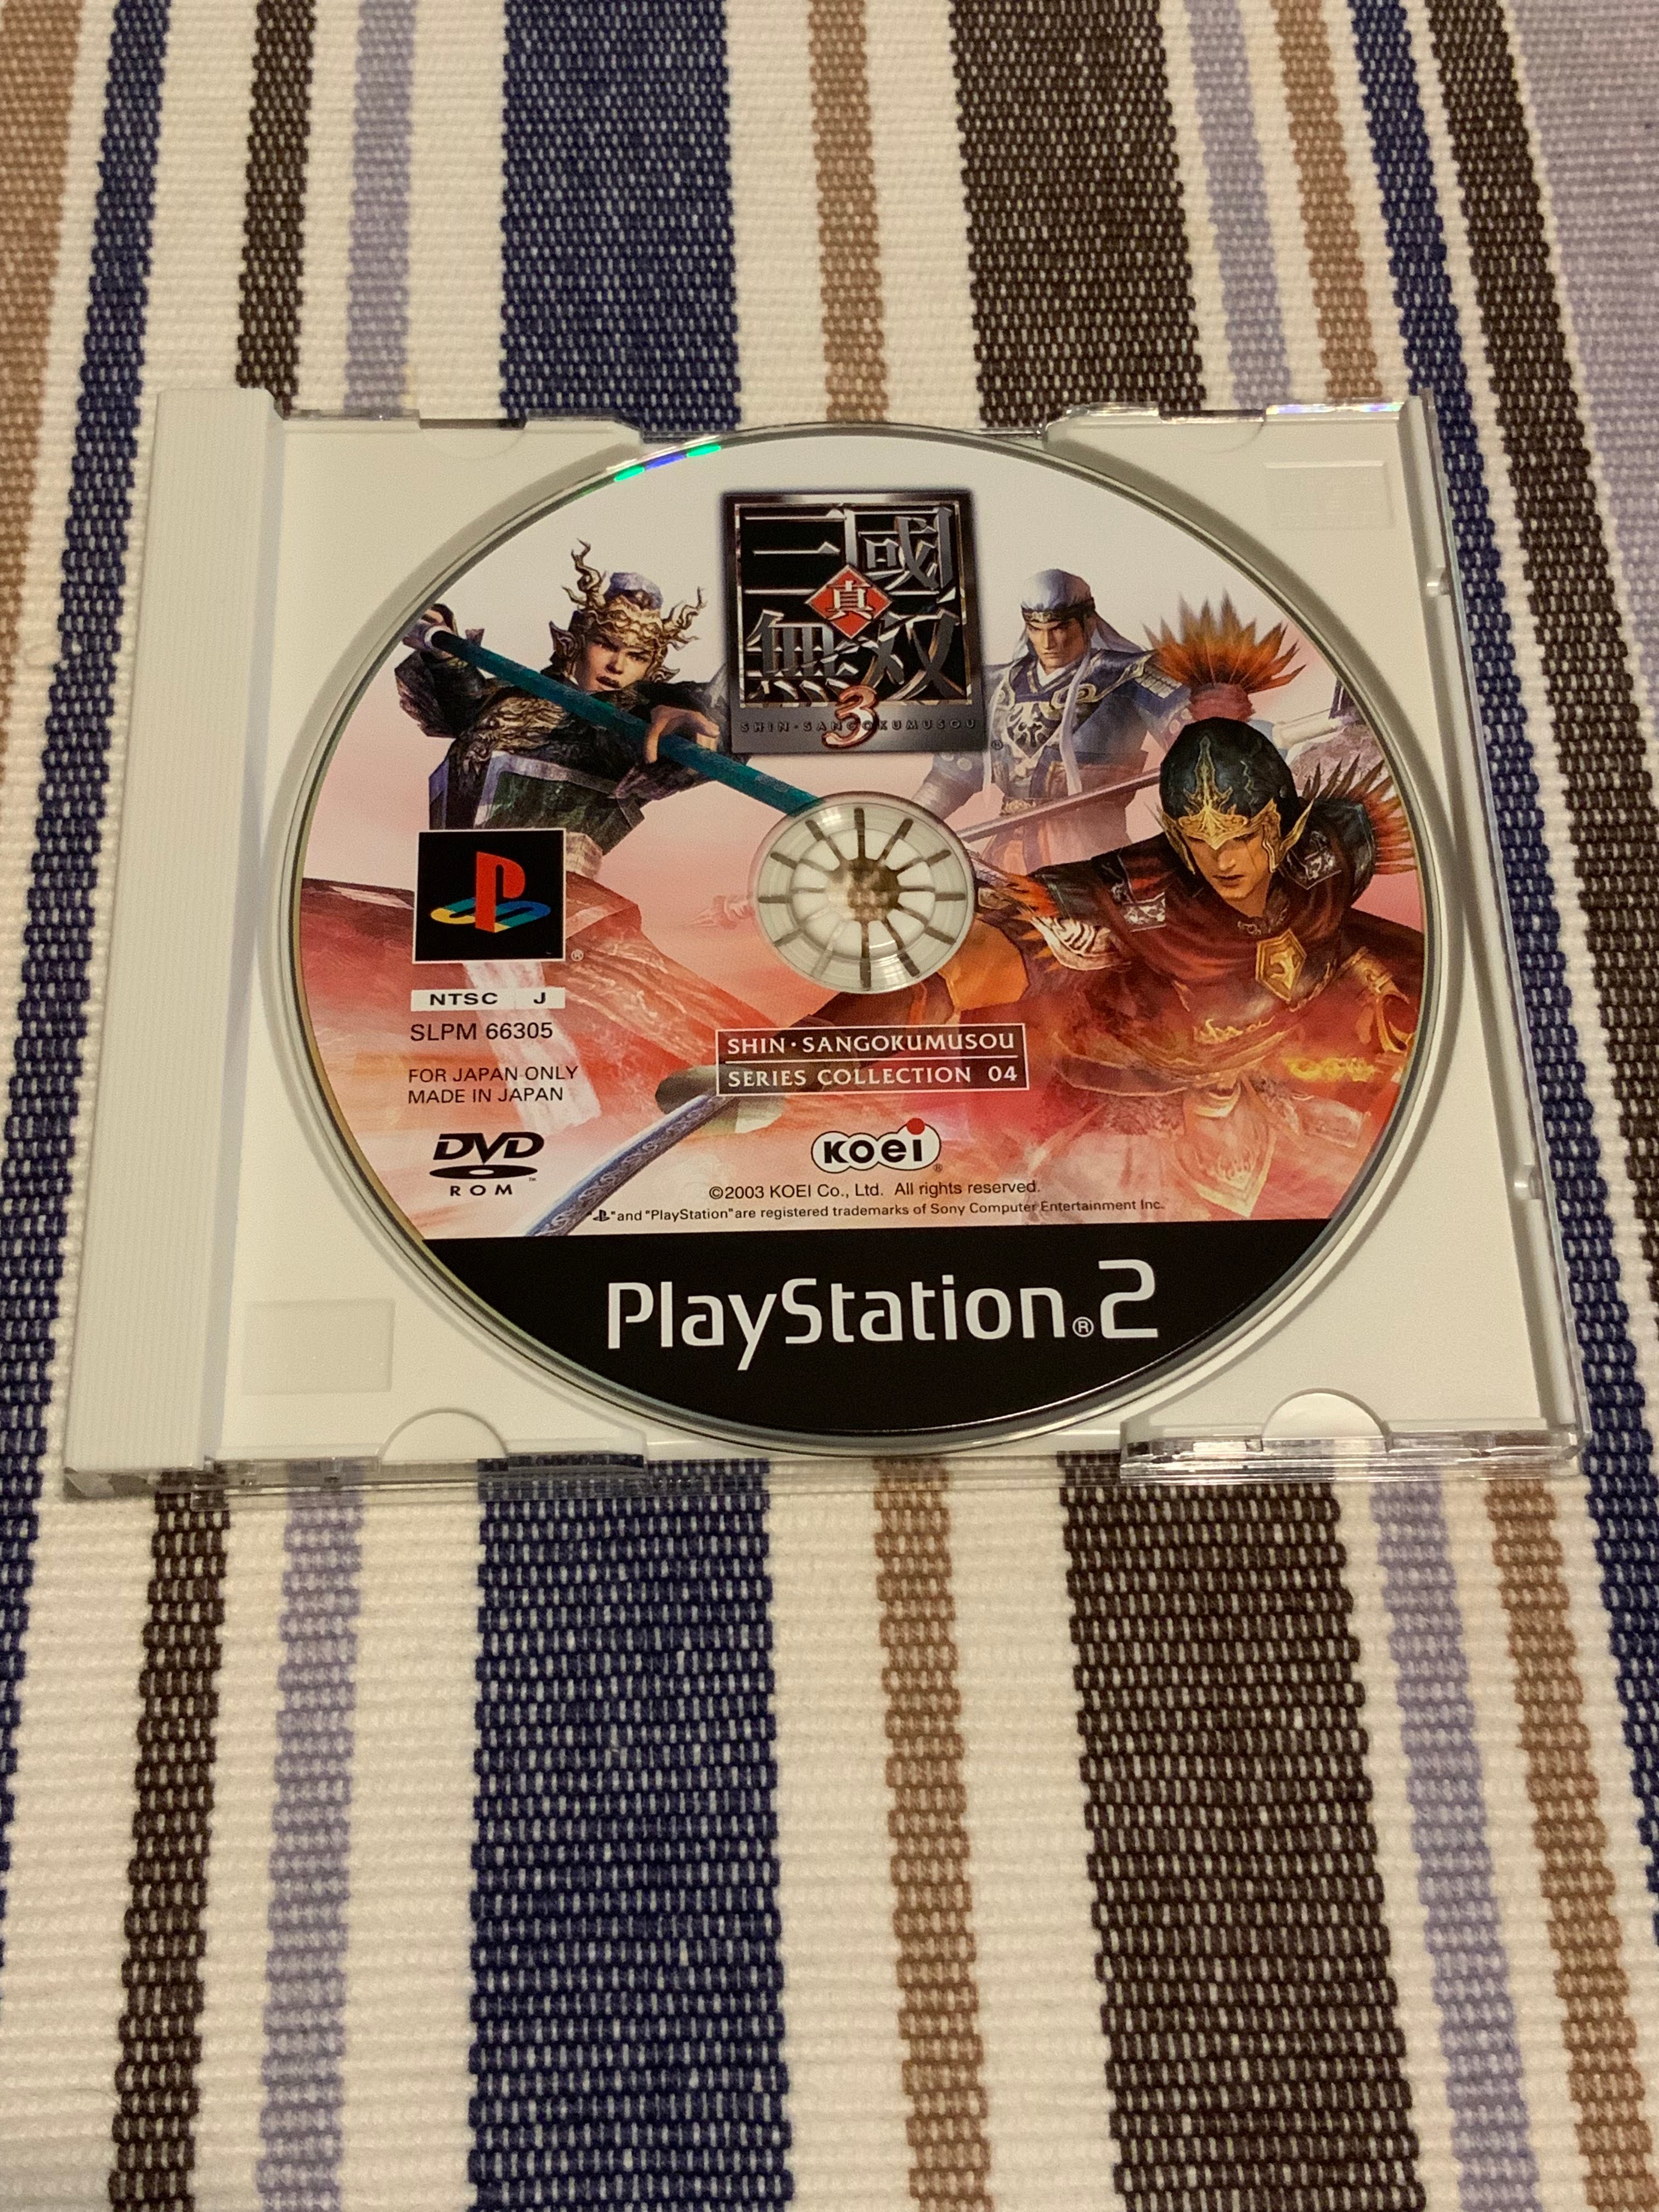 三國
真
無双
3
SHIN・SANGOKUMUSOU
®
®
NTSC J
SLPM 66305
FOR JAPAN ONLY
MADE IN JAPAN
SHIN・SANGOKUMUSOU
SERIES COLLECTION 04
DVD
ROM ™
KOEI ®
©2003 KOEI Co., Ltd. All rights reserved.
" " and "PlayStation" are registered trademarks of Sony Computer Entertainment Inc.
PlayStation®2